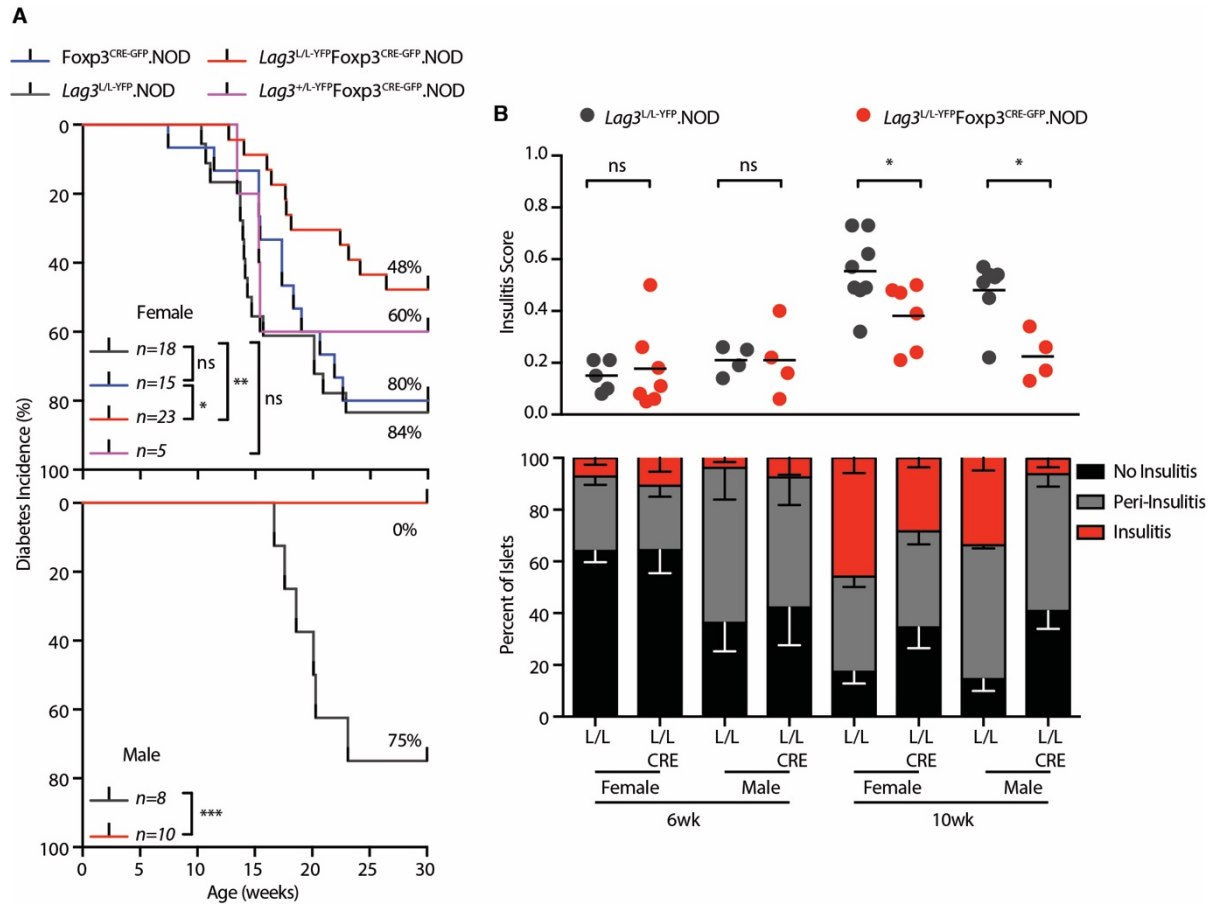 A
Foxp3CRE-GFP.NOD
Lag3L/L-YFPFoxp3CRE-GFP.NOD
Lag3L/L-YFP.NOD
Lag3+/L-YFPFoxp3CRE-GFP.NOD
Diabetes Incidence (%)
0
20
40
60
80
100
48%
60%
80%
84%
Female
n=18
n=15
n=23
n=5
ns
*
**
ns
0
20
40
60
80
100
0%
75%
Male
n=8
n=10
***
0 5 10 15 20 25 30
Age (weeks)
B
Lag3L/L-YFP.NOD
Lag3L/L-YFPFoxp3CRE-GFP.NOD
Insulitis Score
1.0
0.8
0.6
0.4
0.2
0.0
ns ns * *
Percent of Islets
100
80
60
40
20
0
No Insulitis
Peri-Insulitis
Insulitis
L/L L/L L/L L/L L/L L/L L/L L/L
CRE CRE CRE CRE
Female Male Female Male
6wk 10wk